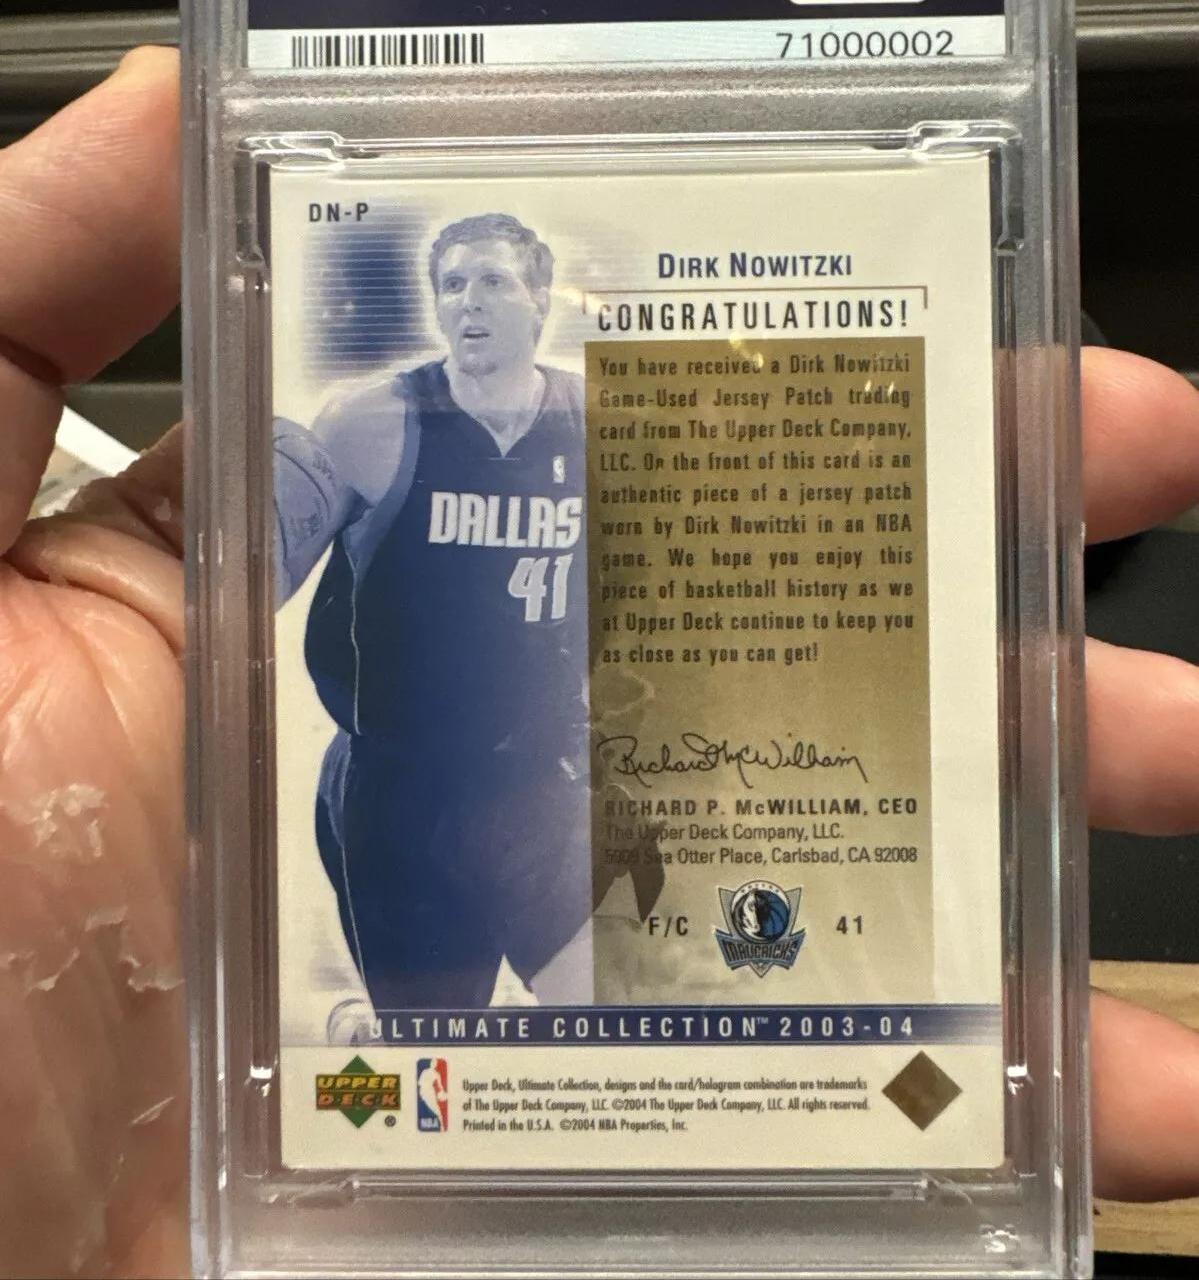 71000002
DN-P
DIRK NOWITZKI
CONGRATULATIONS!
You have received a Dirk Nowitzki
Game-Used Jersey Patch trading
card from The Upper Deck Company,
LLC. On the front of this card is an
authentic piece of a jersey patch
worn by Dirk Nowitzki in an NBA
game. We hope you enjoy this
piece of basketball history as we
at Upper Deck continue to keep you
as close as you can get!
DALLAS
41
Richard P. McWilliam
RICHARD P. McWILLIAM, CEO
The Upper Deck Company, LLC.
5909 Sea Otter Place, Carlsbad, CA 92008
F/C MAVERICKS 41
ULTIMATE COLLECTION™ 2003-04
UPPER
DECK ®
NBA
Upper Deck, Ultimate Collection, designs and the card/hologram combination are trademarks
of The Upper Deck Company, LLC. ©2004 The Upper Deck Company, LLC. All rights reserved.
Printed in the U.S.A. ©2004 NBA Properties, Inc.